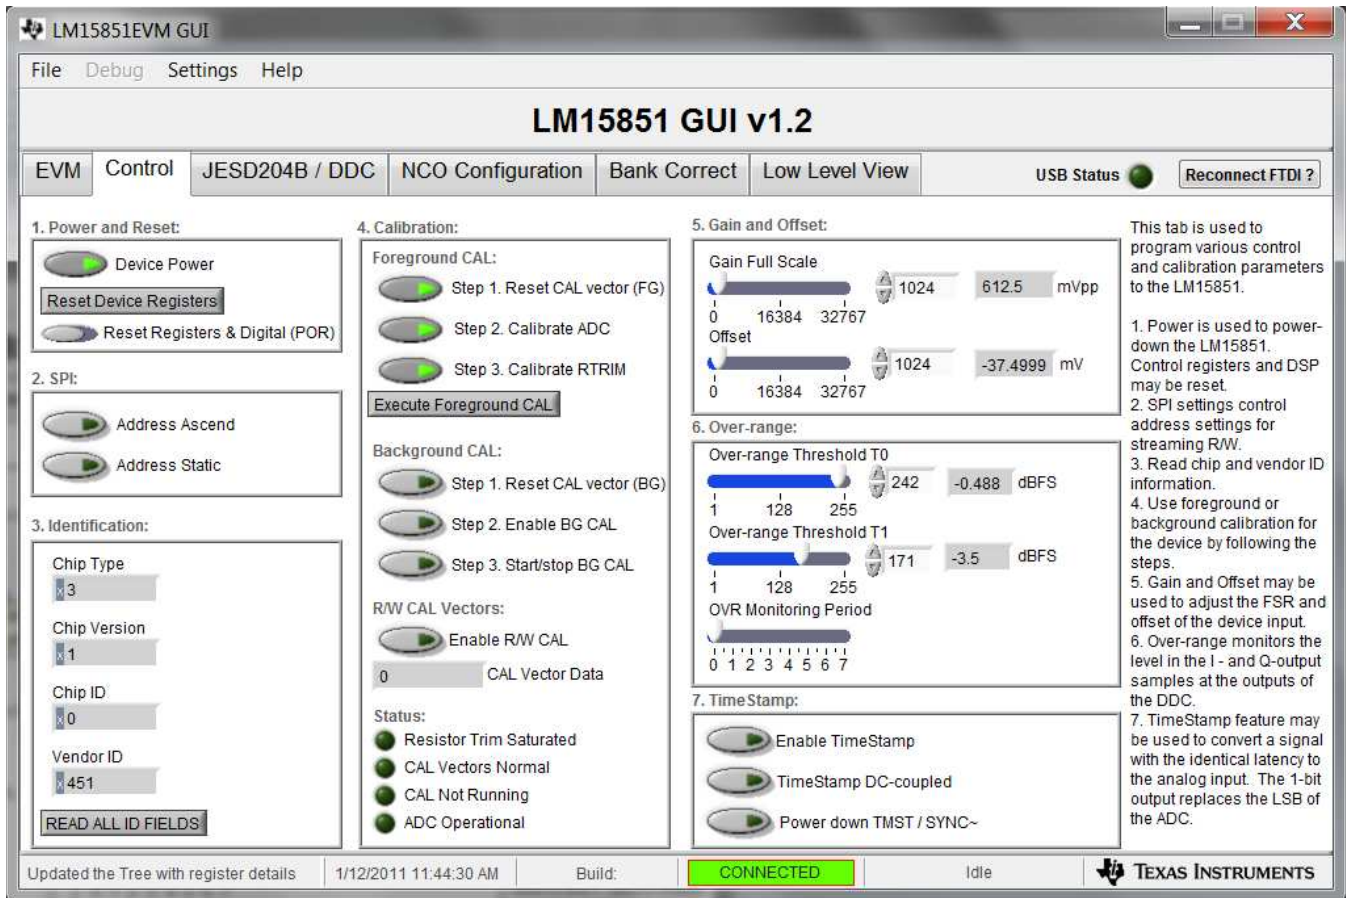 LM15851EVM GUI
File Debug Settings Help
LM15851 GUI v1.2
EVM Control JESD204B / DDC NCO Configuration Bank Correct Low Level View USB Status Reconnect FTDI ?
1. Power and Reset:
Device Power
Reset Device Registers
Reset Registers & Digital (POR)
2. SPI:
Address Ascend
Address Static
3. Identification:
Chip Type
x 3
Chip Version
x 1
Chip ID
x 0
Vendor ID
x 451
READ ALL ID FIELDS
4. Calibration:
Foreground CAL:
Step 1. Reset CAL vector (FG)
Step 2. Calibrate ADC
Step 3. Calibrate RTRIM
Execute Foreground CAL
Background CAL:
Step 1. Reset CAL vector (BG)
Step 2. Enable BG CAL
Step 3. Start/stop BG CAL
R/W CAL Vectors:
Enable R/W CAL
0 CAL Vector Data
Status:
Resistor Trim Saturated
CAL Vectors Normal
CAL Not Running
ADC Operational
5. Gain and Offset:
Gain Full Scale
1024 612.5 mVpp
0 16384 32767
Offset
1024 -37.4999 mV
0 16384 32767
6. Over-range:
Over-range Threshold T0
242 -0.488 dBFS
1 128 255
Over-range Threshold T1
171 -3.5 dBFS
1 128 255
OVR Monitoring Period
0 1 2 3 4 5 6 7
7. TimeStamp:
Enable TimeStamp
TimeStamp DC-coupled
Power down TMST / SYNC~
This tab is used to
program various control
and calibration parameters
to the LM15851.
1. Power is used to power-
down the LM15851.
Control registers and DSP
may be reset.
2. SPI settings control
address settings for
streaming R/W.
3. Read chip and vendor ID
information.
4. Use foreground or
background calibration for
the device by following the
steps.
5. Gain and Offset may be
used to adjust the FSR and
offset of the device input.
6. Over-range monitors the
level in the I - and Q-output
samples at the outputs of
the DDC.
7. TimeStamp feature may
be used to convert a signal
with the identical latency to
the analog input. The 1-bit
output replaces the LSB of
the ADC.
Updated the Tree with register details 1/12/2011 11:44:30 AM Build: CONNECTED Idle TEXAS INSTRUMENTS